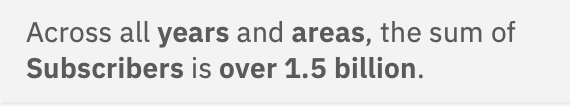 Across all years and areas, the sum of
Subscribers is over 1.5 billion.